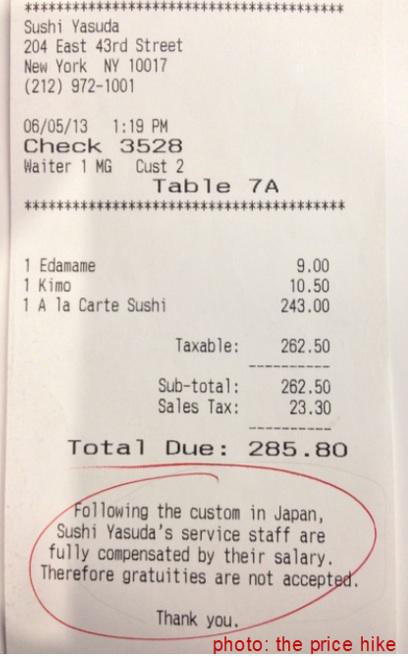 ******************************************
Sushi Yasuda
204 East 43rd Street
New York  NY 10017
(212) 972-1001
06/05/13   1:19 PM
Check 3528
Waiter 1 MG   Cust 2
Table 7A
******************************************
1 Edamame   9.00
1 Kimo   10.50
1 A la Carte Sushi   243.00
Taxable:   262.50
----------
Sub-total:   262.50
Sales Tax:   23.30
----------
Total Due: 285.80
Following the custom in Japan,
Sushi Yasuda's service staff are
fully compensated by their salary.
Therefore gratuities are not accepted.
Thank you.
photo: the price hike